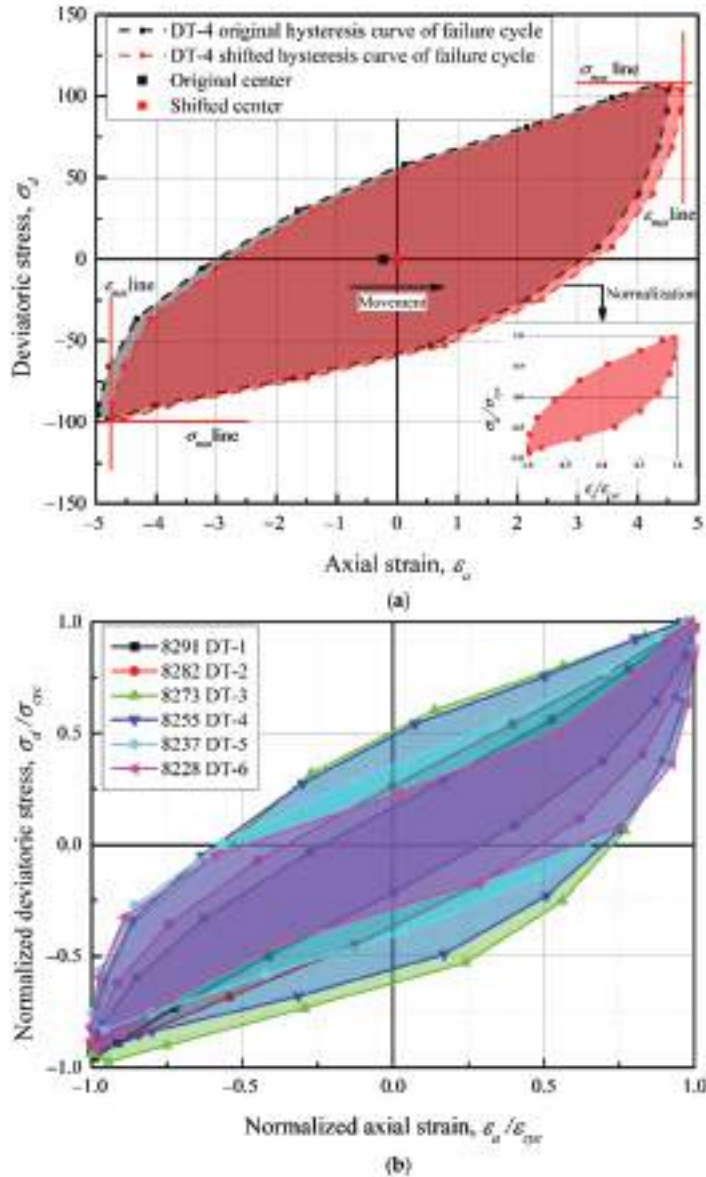 DT-4 original hysteresis curve of failure cycle
DT-4 shifted hysteresis curve of failure cycle
Original center
Shifted center
σmax line
εmax line
εmin line
σmin line
Movement
Normalization
150
100
50
0
−50
−100
−150
−5 −4 −3 −2 −1 0 1 2 3 4 5
Deviatoric stress, σd
Axial strain, εa
σd/σcyc
(a)
8291 DT-1
8282 DT-2
8273 DT-3
8255 DT-4
8237 DT-5
8228 DT-6
1.0
0.5
0.0
−0.5
−1.0
−1.0 −0.5 0.0 0.5 1.0
Normalized deviatoric stress, σd/σcyc
Normalized axial strain, εa/εcyc
(b)